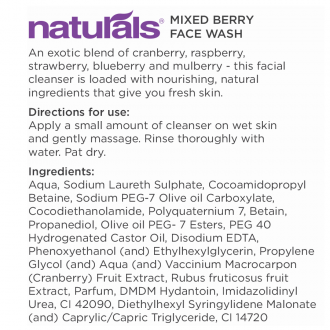 naturals® MIXED BERRY
FACE WASH
An exotic blend of cranberry, raspberry,
strawberry, blueberry and mulberry - this facial
cleanser is loaded with nourishing, natural
ingredients that give you fresh skin.
Directions for use:
Apply a small amount of cleanser on wet skin
and gently massage. Rinse thoroughly with
water. Pat dry.
Ingredients:
Aqua, Sodium Laureth Sulphate, Cocoamidopropyl
Betaine, Sodium PEG-7 Olive oil Carboxylate,
Cocodiethanolamide, Polyquaternium 7, Betain,
Propanediol, Olive oil PEG- 7 Esters, PEG 40
Hydrogenated Castor Oil, Disodium EDTA,
Phenoxyethanol (and) Ethylhexylglycerin, Propylene
Glycol (and) Aqua (and) Vaccinium Macrocarpon
(Cranberry) Fruit Extract, Rubus fruticosus fruit
Extract, Parfum, DMDM Hydantoin, Imidazolidinyl
Urea, CI 42090, Diethylhexyl Syringylidene Malonate
(and) Caprylic/Capric Triglyceride, CI 14720